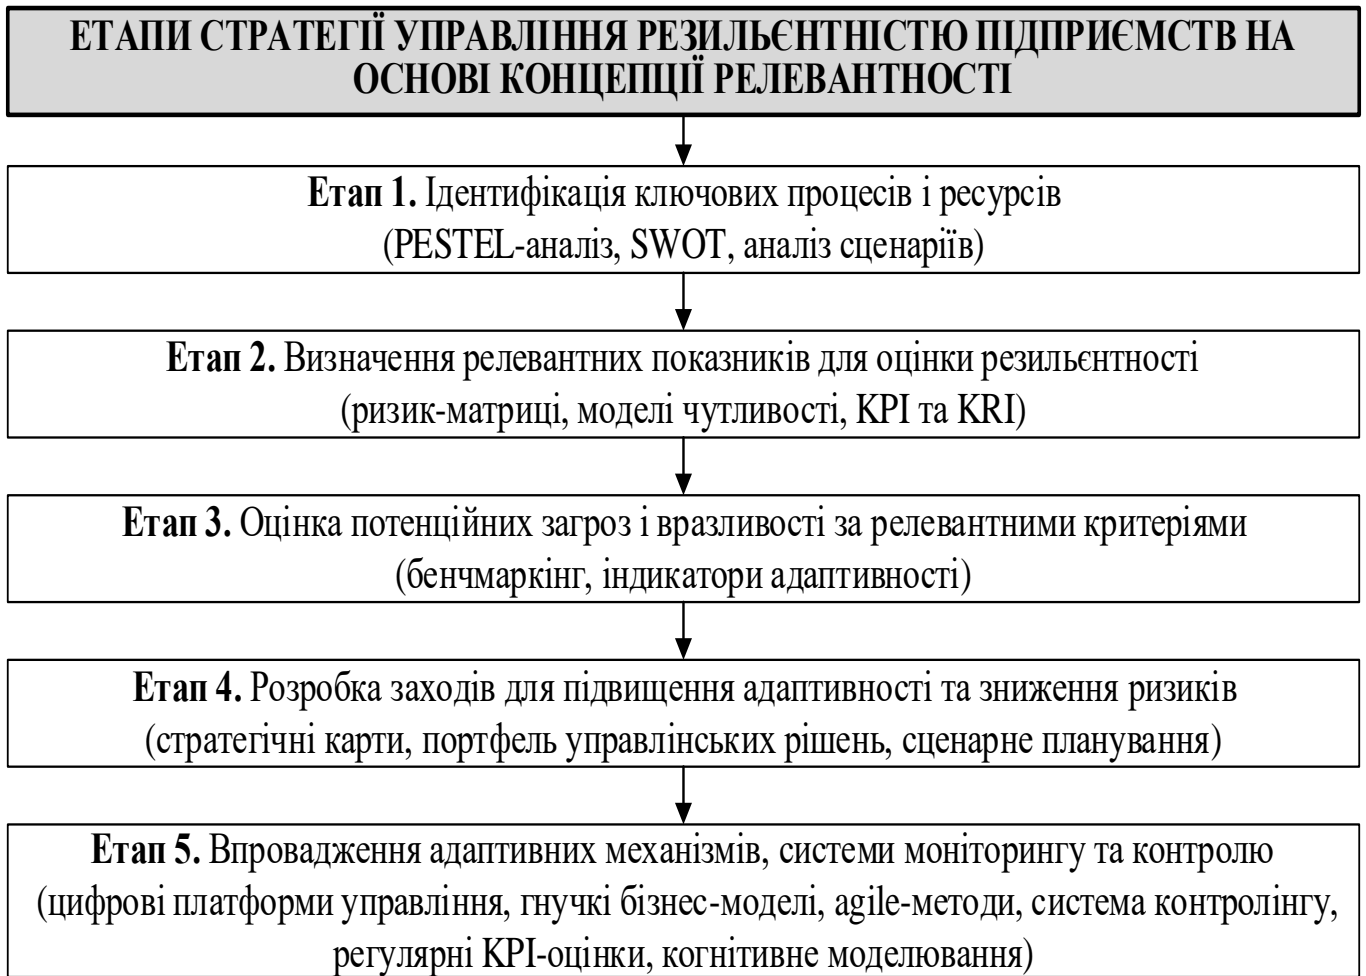 ЕТАПИ СТРАТЕГІЇ УПРАВЛІННЯ РЕЗИЛЬЄНТНІСТЮ ПІДПРИЄМСТВ НА
ОСНОВІ КОНЦЕПЦІЇ РЕЛЕВАНТНОСТІ
Етап 1. Ідентифікація ключових процесів і ресурсів
(PESTEL-аналіз, SWOT, аналіз сценаріїв)
Етап 2. Визначення релевантних показників для оцінки резильєнтності
(ризик-матриці, моделі чутливості, KPI та KRI)
Етап 3. Оцінка потенційних загроз і вразливості за релевантними критеріями
(бенчмаркінг, індикатори адаптивності)
Етап 4. Розробка заходів для підвищення адаптивності та зниження ризиків
(стратегічні карти, портфель управлінських рішень, сценарне планування)
Етап 5. Впровадження адаптивних механізмів, системи моніторингу та контролю
(цифрові платформи управління, гнучкі бізнес-моделі, agile-методи, система контролінгу,
регулярні KPI-оцінки, когнітивне моделювання)